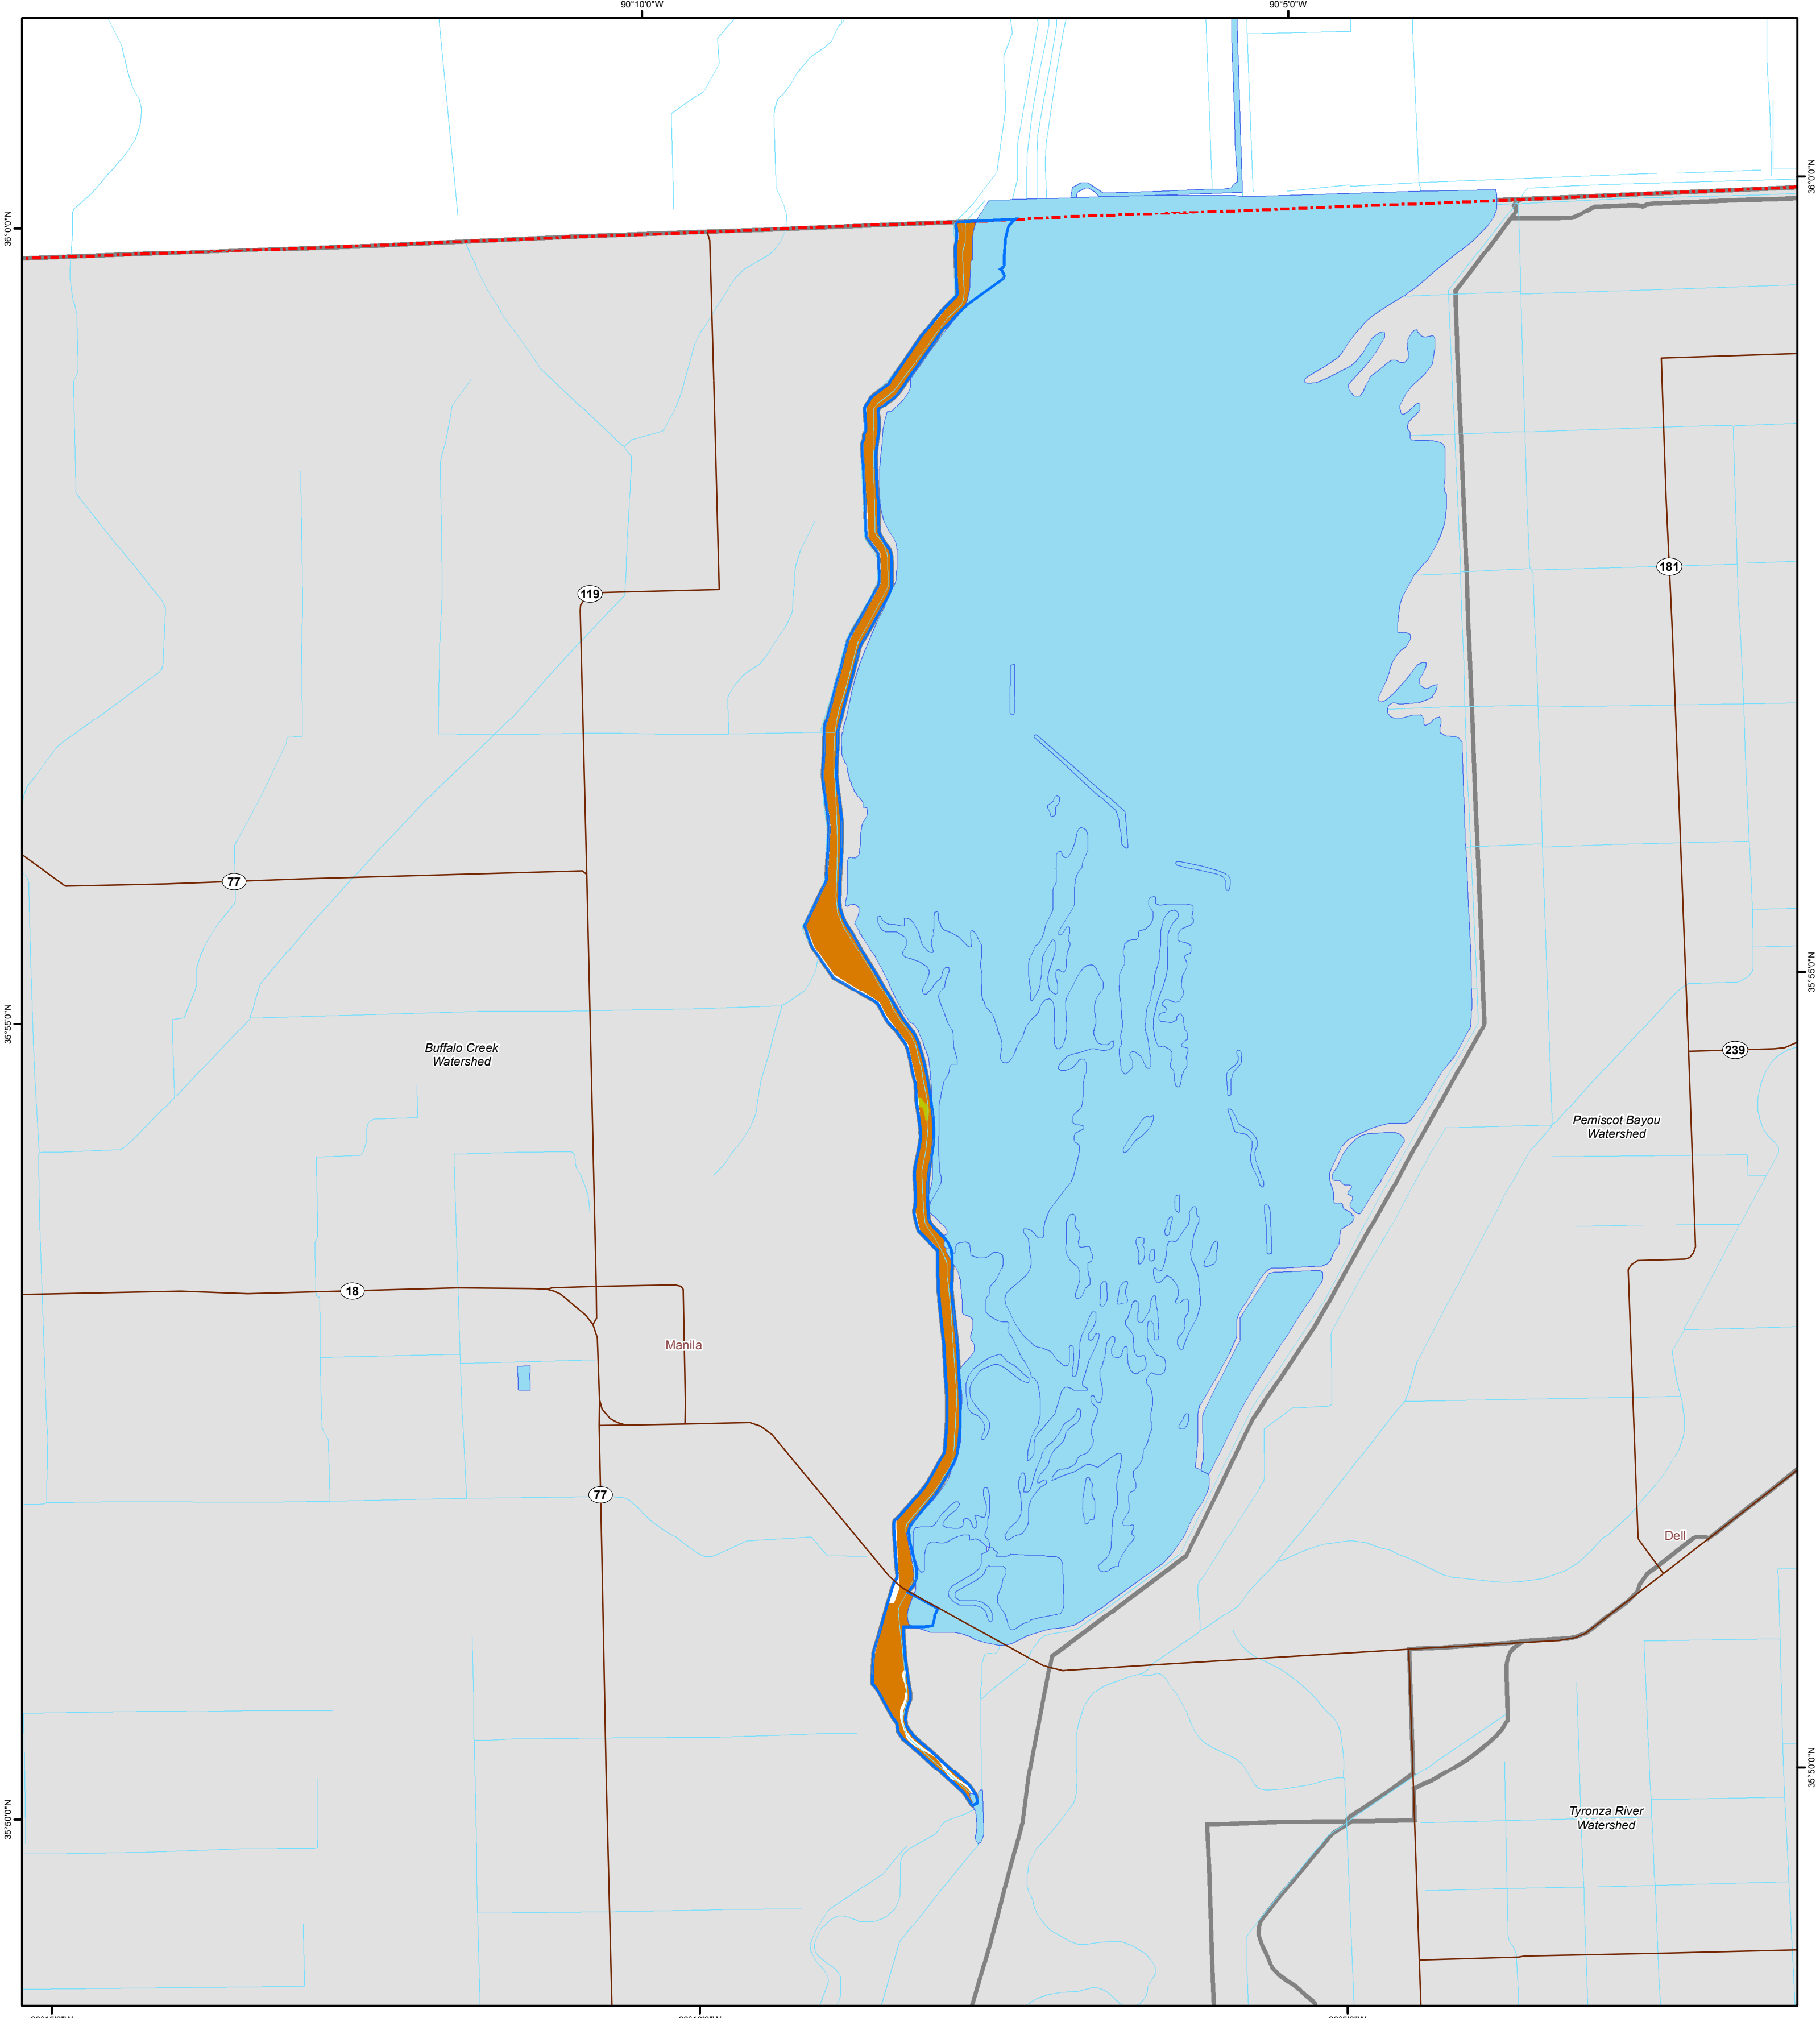 90°10'0"W
90°5'0"W
36°0'0"N
36°0'0"N
181
119
77
35°55'0"N
35°55'0"N
Buffalo Creek
Watershed
239
Pemiscot Bayou
Watershed
18
Manila
77
Dell
35°50'0"N
35°50'0"N
Tyronza River
Watershed